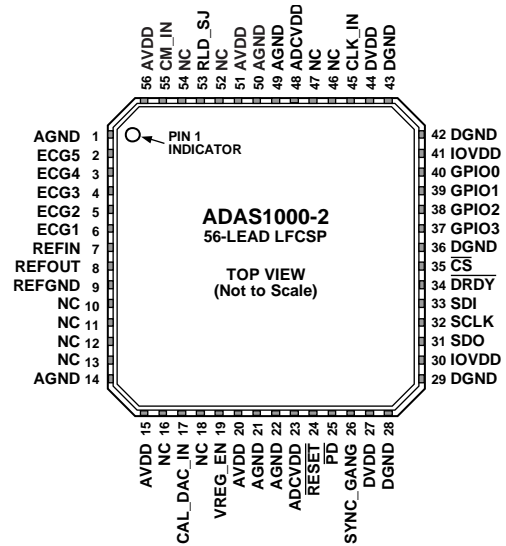 56 AVDD
55 CM_IN
54 NC
53 RLD_SJ
52 NC
51 AVDD
50 AGND
49 AGND
48 ADCVDD
47 NC
46 NC
45 CLK_IN
44 DVDD
43 DGND
AGND 1
ECG5 2
ECG4 3
ECG3 4
ECG2 5
ECG1 6
REFIN 7
REFOUT 8
REFGND 9
NC 10
NC 11
NC 12
NC 13
AGND 14
PIN 1
INDICATOR
ADAS1000-2
56-LEAD LFCSP
TOP VIEW
(Not to Scale)
42 DGND
41 IOVDD
40 GPIO0
39 GPIO1
38 GPIO2
37 GPIO3
36 DGND
35 CS
34 DRDY
33 SDI
32 SCLK
31 SDO
30 IOVDD
29 DGND
AVDD 15
NC 16
CAL_DAC_IN 17
NC 18
VREG_EN 19
AVDD 20
AGND 21
AGND 22
ADCVDD 23
RESET 24
PD 25
SYNC_GANG 26
DVDD 27
DGND 28